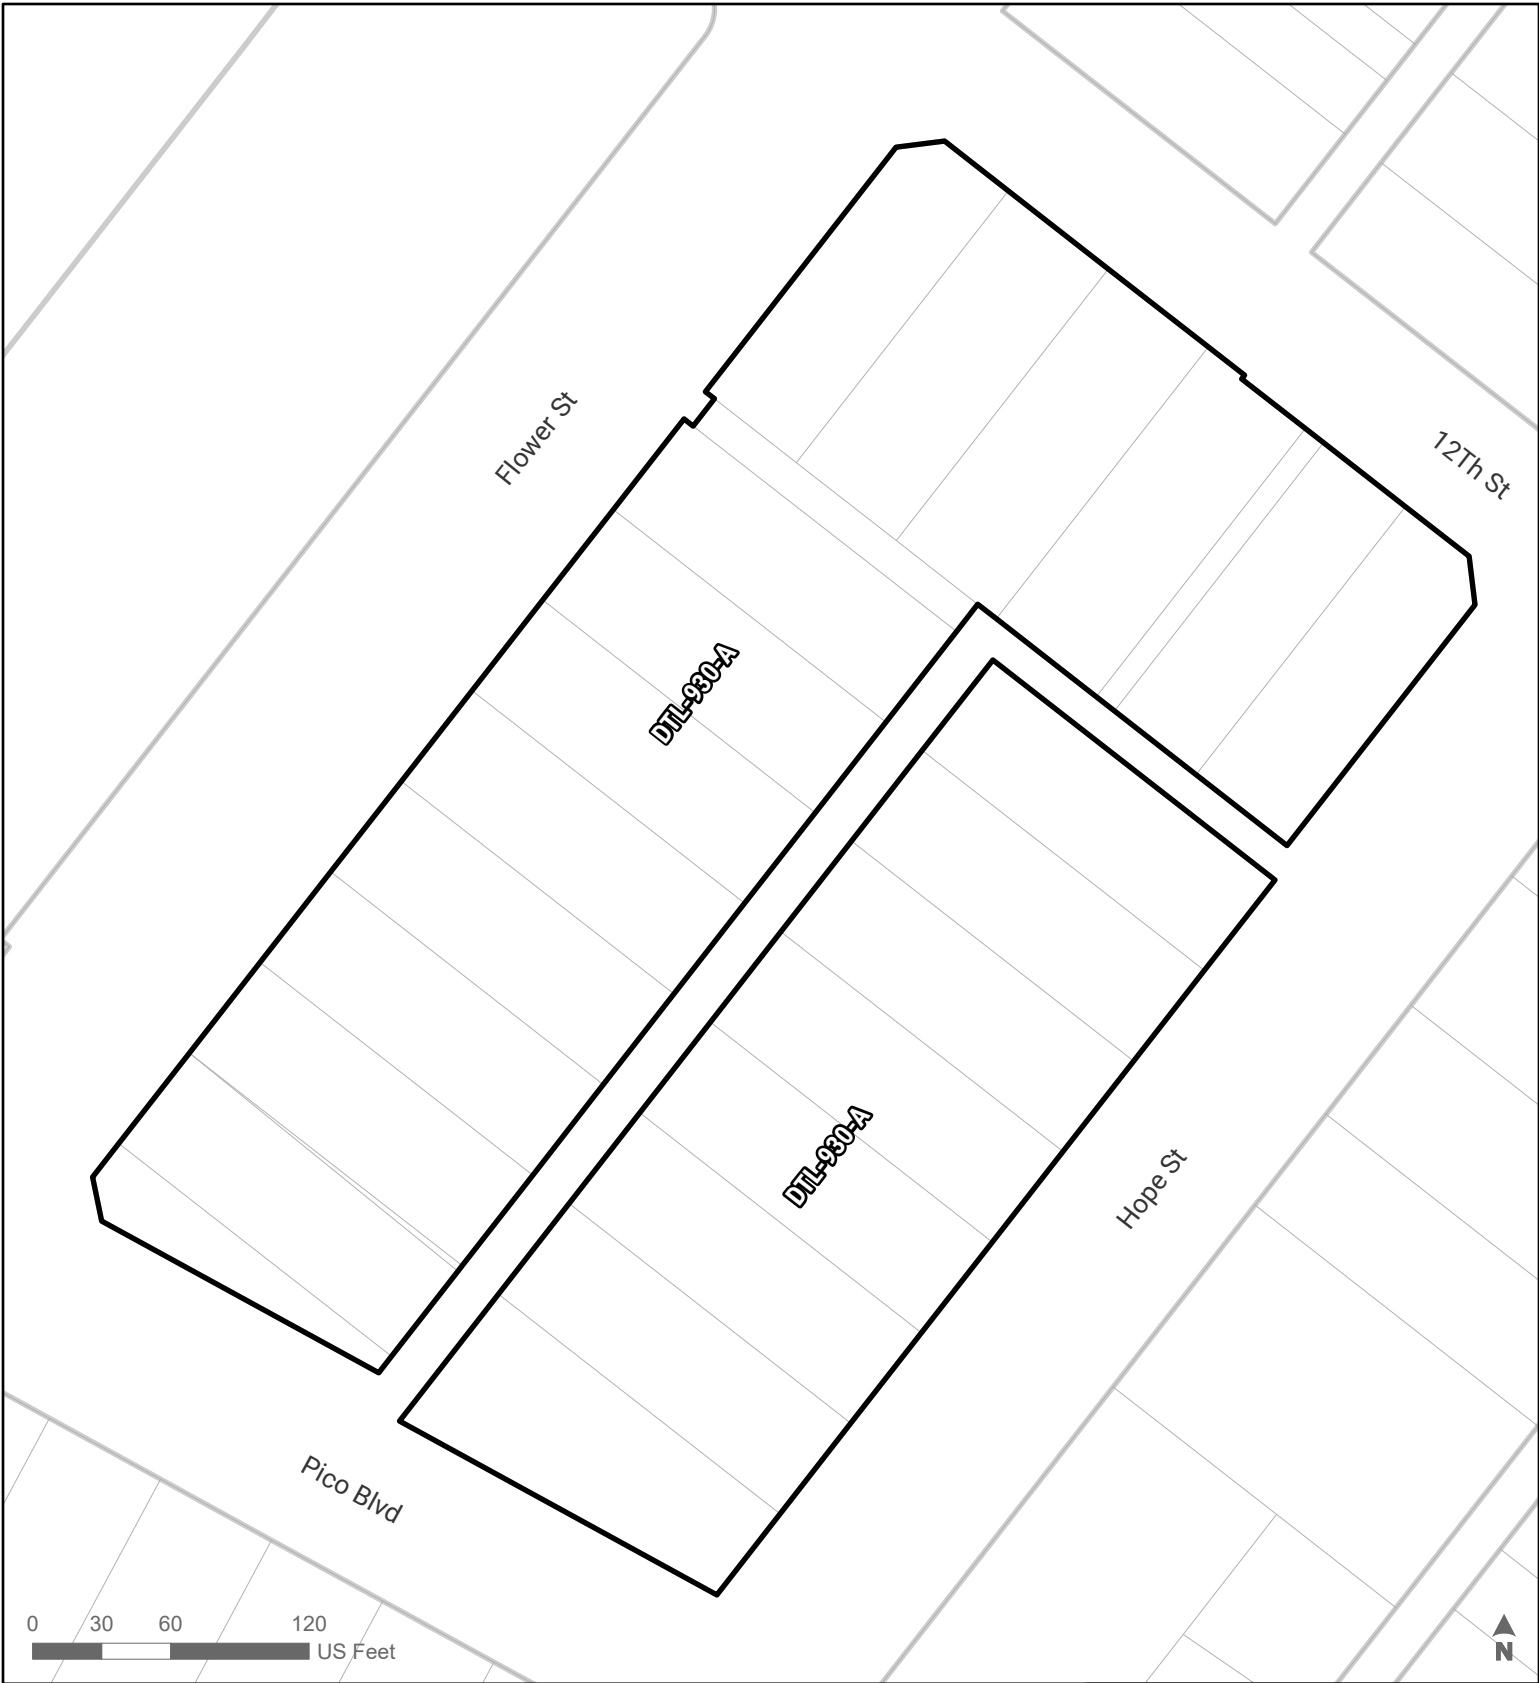 Flower St
12Th St
DTL-930-A
DTL-930-A
Hope St
Pico Blvd
0 30 60 120
US Feet
N